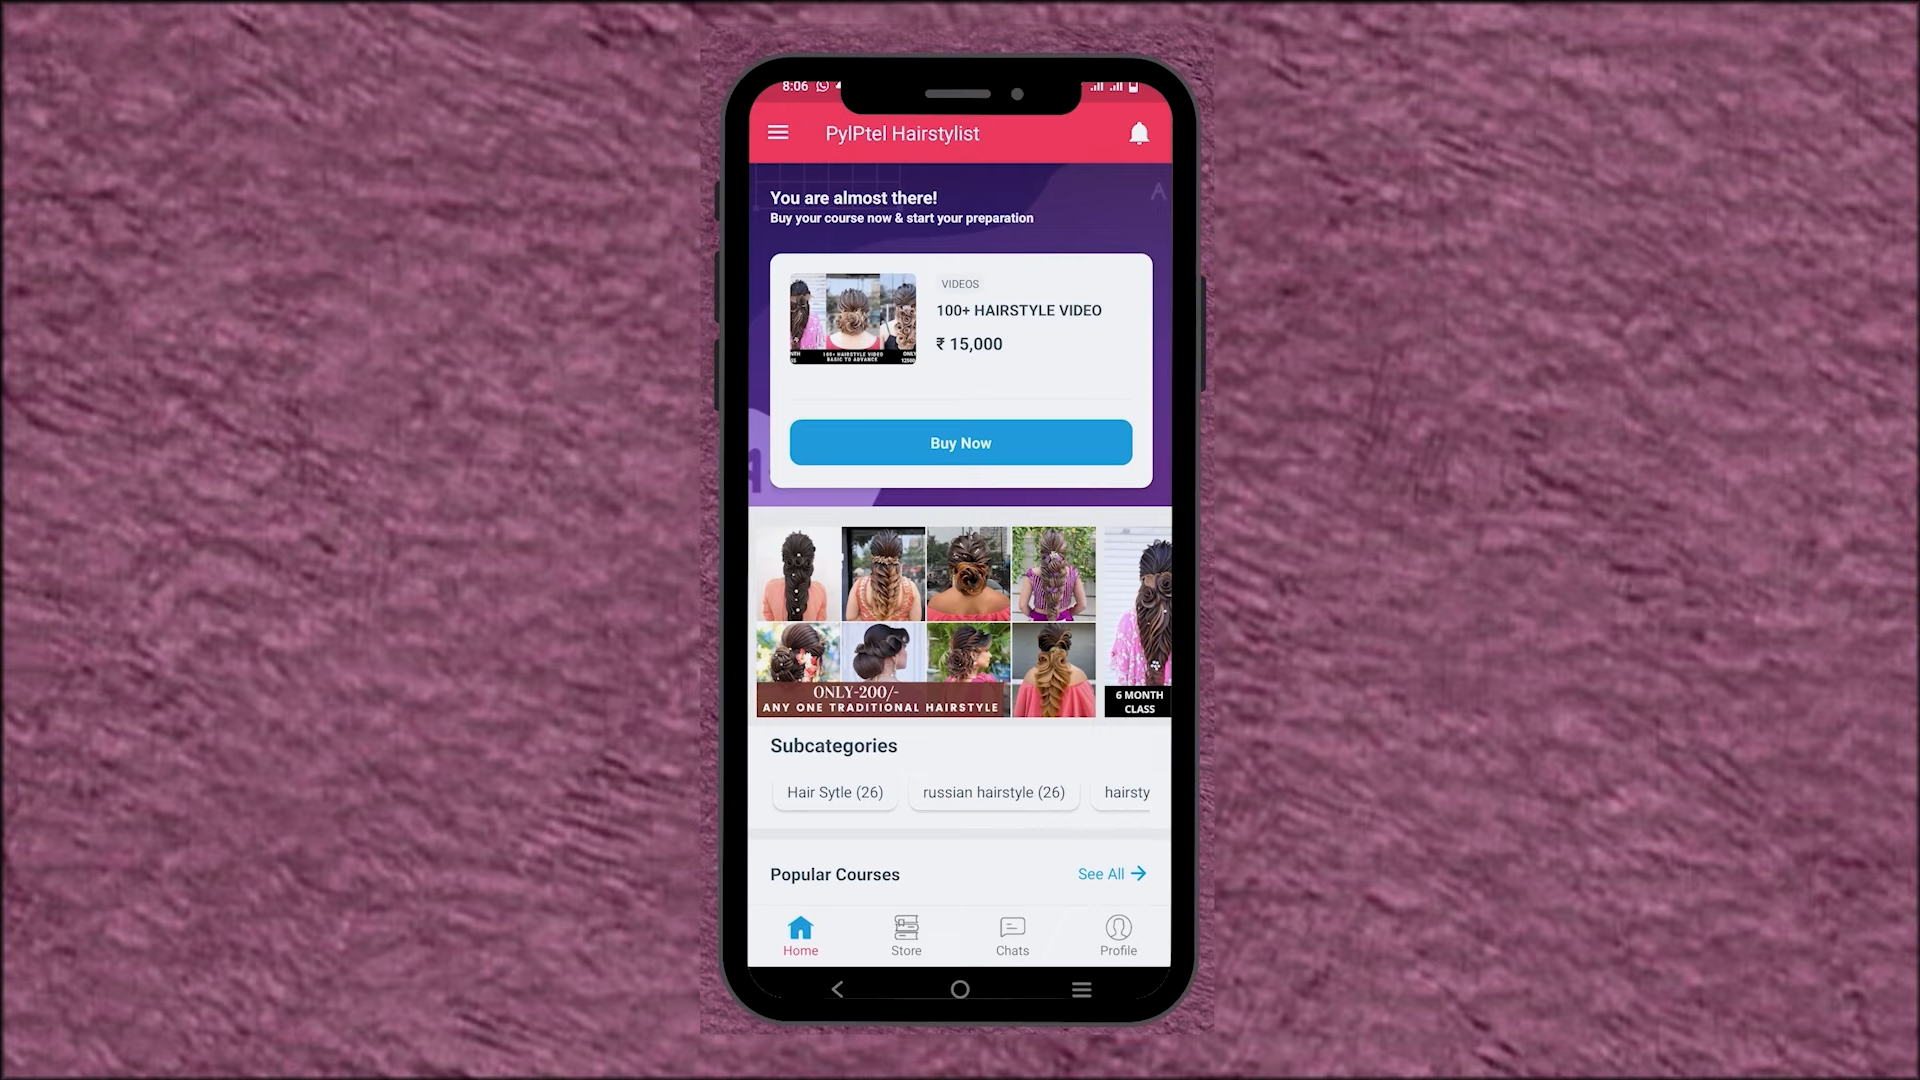 8:06
PylPtel Hairstylist
You are almost there!
Buy your course now & start your preparation
A
VIDEOS
100+ HAIRSTYLE VIDEO
₹ 15,000
100+ HAIRSTYLE VIDEO
BASIC TO ADVANCE
ONLY
Buy Now
ONLY-200/-
ANY ONE TRADITIONAL HAIRSTYLE
6 MONTH
CLASS
Subcategories
Hair Sytle (26)
russian hairstyle (26)
hairsty
Popular Courses
See All
Home
Store
Chats
Profile